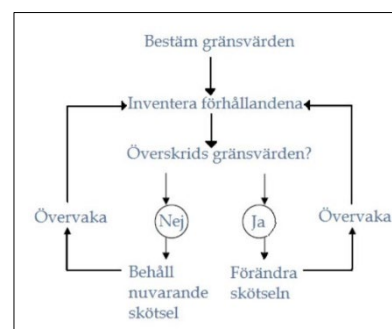 Bestäm gränsvärden
Inventera förhållandena
Överskrids gränsvärden?
Nej
Ja
Övervaka
Övervaka
Behåll
nuvarande
skötsel
Förändra
skötseln